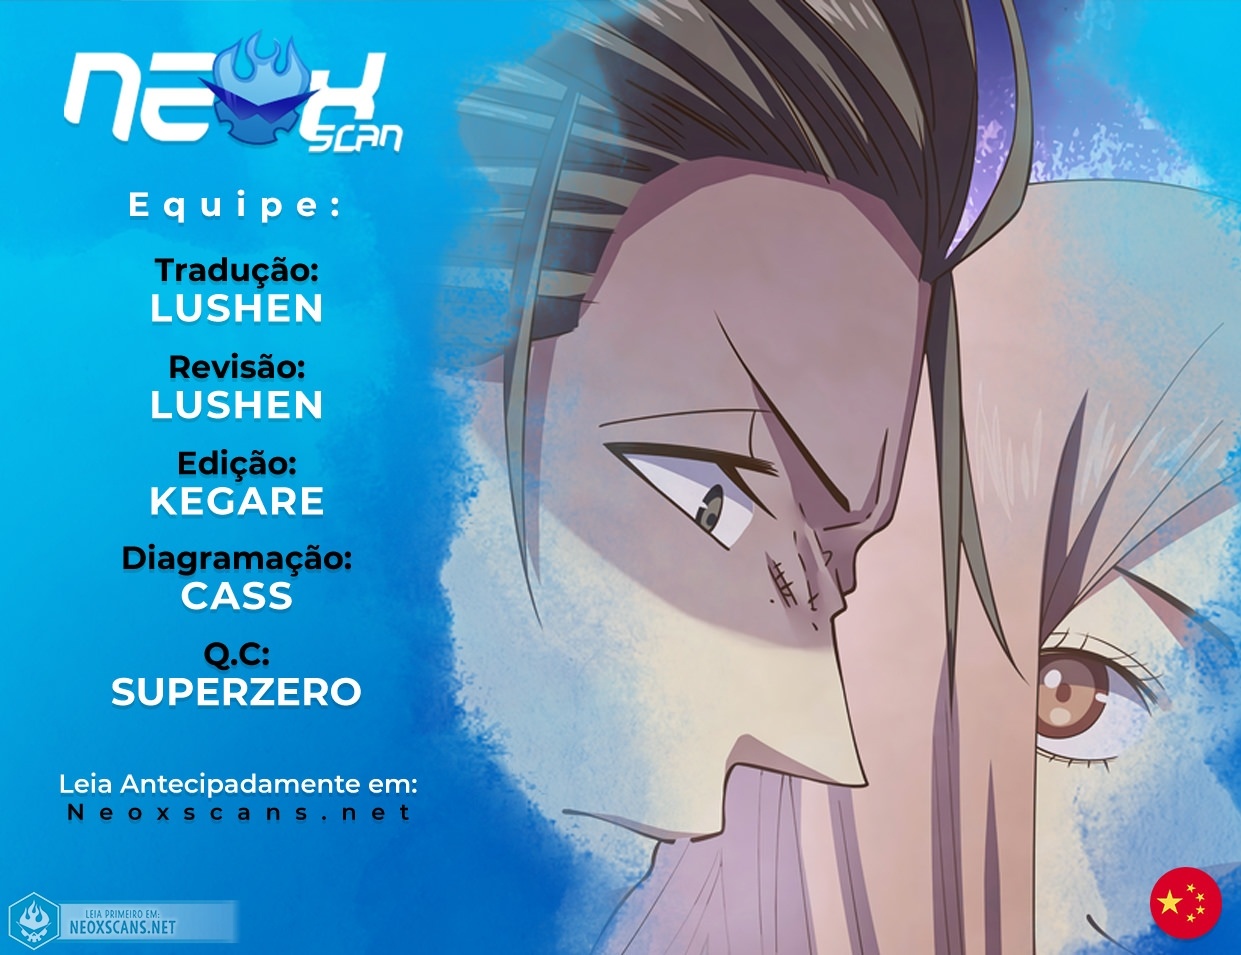 NEOX
scan
Equipe:
Tradução:
LUSHEN
Revisão:
LUSHEN
Edição:
KEGARE
Diagramação:
CASS
Q.C:
SUPERZERO
Leia Antecipadamente em:
Neoxscans.net
LEIA PRIMEIRO EM:
NEOXSCANS.NET